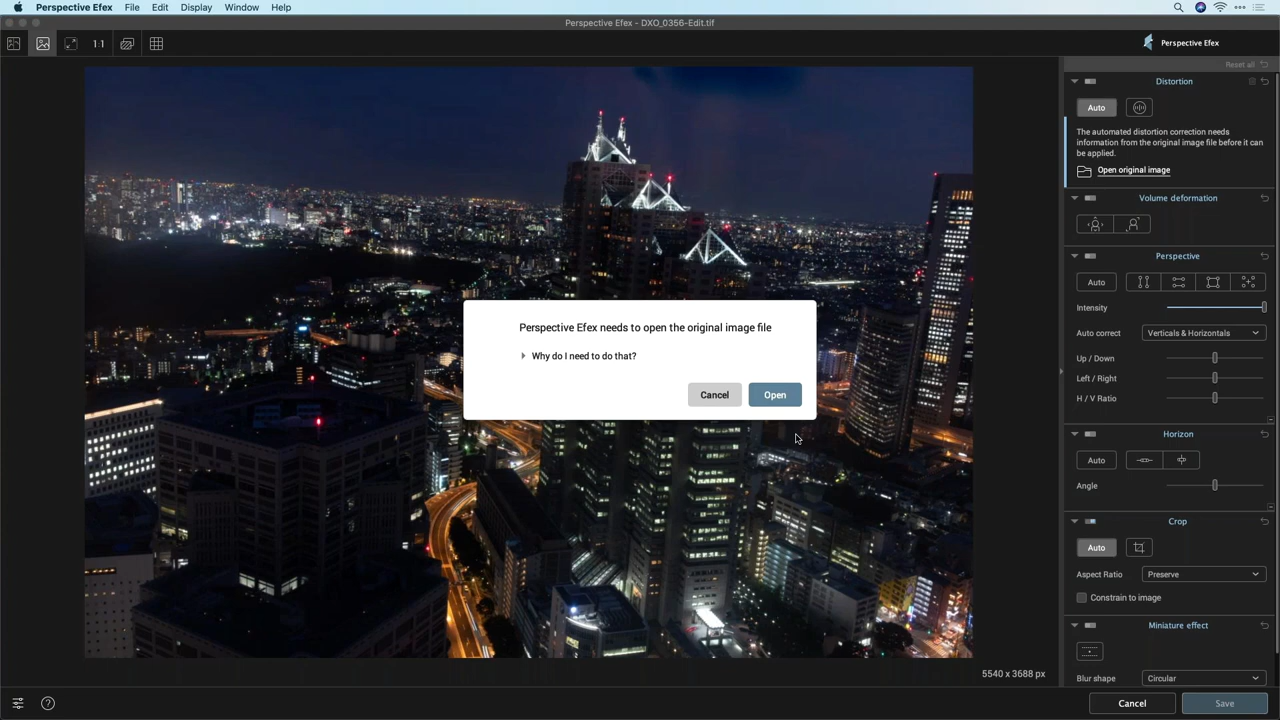 Perspective Efex File Edit Display Window Help
Perspective Efex - DXO_0356-Edit.tif
1:1
Perspective Efex
Reset all
Distortion
Auto
The automated distortion correction needs
information from the original image file before it can
be applied.
Open original image
Volume deformation
Perspective
Auto
Intensity
Auto correct Verticals & Horizontals
Up / Down
Left / Right
H / V Ratio
Horizon
Auto
Angle
Crop
Auto
Aspect Ratio Preserve
Constrain to image
Miniature effect
Blur shape Circular
Perspective Efex needs to open the original image file
Why do I need to do that?
Cancel Open
5540 x 3688 px
?
Cancel Save